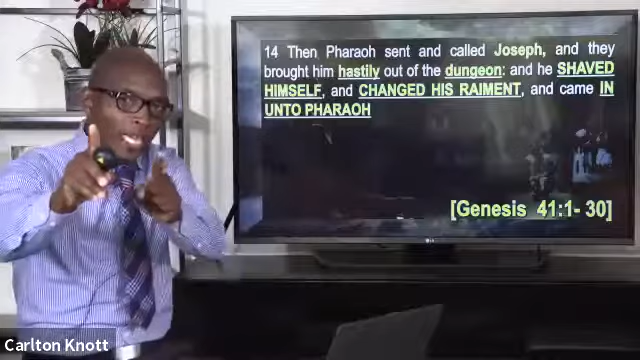 14 Then Pharaoh sent and called Joseph, and they
brought him hastily out of the dungeon: and he SHAVED
HIMSELF, and CHANGED HIS RAIMENT, and came IN
UNTO PHARAOH
[Genesis 41:1- 30]
LG
Carlton Knott